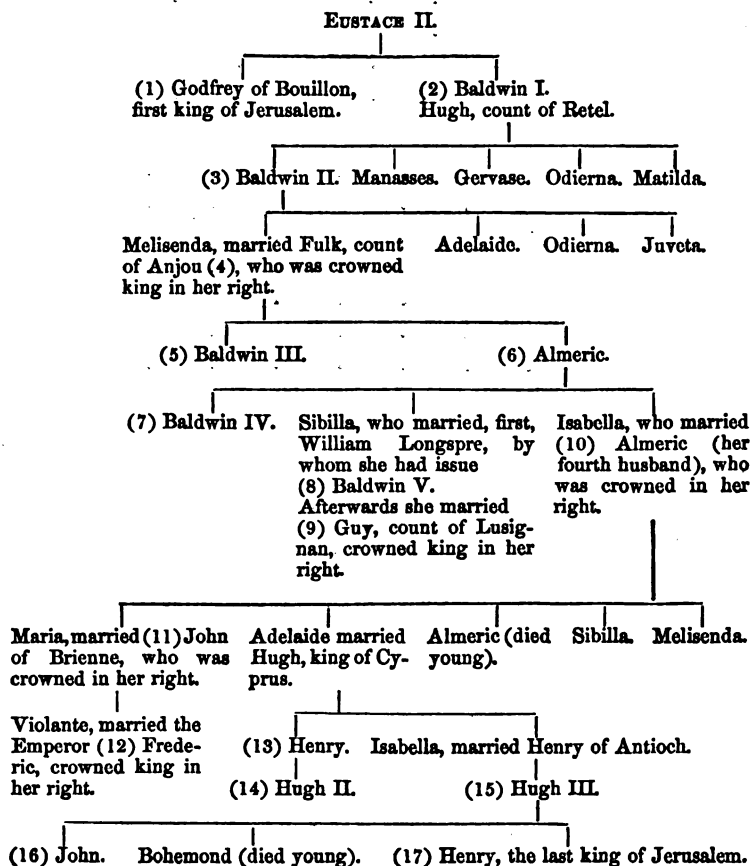 EUSTACE II.
(1) Godfrey of Bouillon,
first king of Jerusalem.
(2) Baldwin I.
Hugh, count of Retel.
(3) Baldwin II. Manasses. Gervase. Odierna. Matilda.
Melisenda, married Fulk, count
of Anjou (4), who was crowned
king in her right.
Adelaide. Odierna. Juveta.
(5) Baldwin III. (6) Almeric.
(7) Baldwin IV.
Sibilla, who married, first,
William Longspre, by
whom she had issue
(8) Baldwin V.
Afterwards she married
(9) Guy, count of Lusig-
nan, crowned king in her
right.
Isabella, who married
(10) Almeric (her
fourth husband), who
was crowned in her
right.
Maria, married (11) John
of Brienne, who was
crowned in her right.
Adelaide married
Hugh, king of Cy-
prus.
Almeric (died
young).
Sibilla. Melisenda.
Violante, married the
Emperor (12) Frede-
ric, crowned king in
her right.
(13) Henry. Isabella, married Henry of Antioch.
(14) Hugh II. (15) Hugh III.
(16) John. Bohemond (died young). (17) Henry, the last king of Jerusalem.